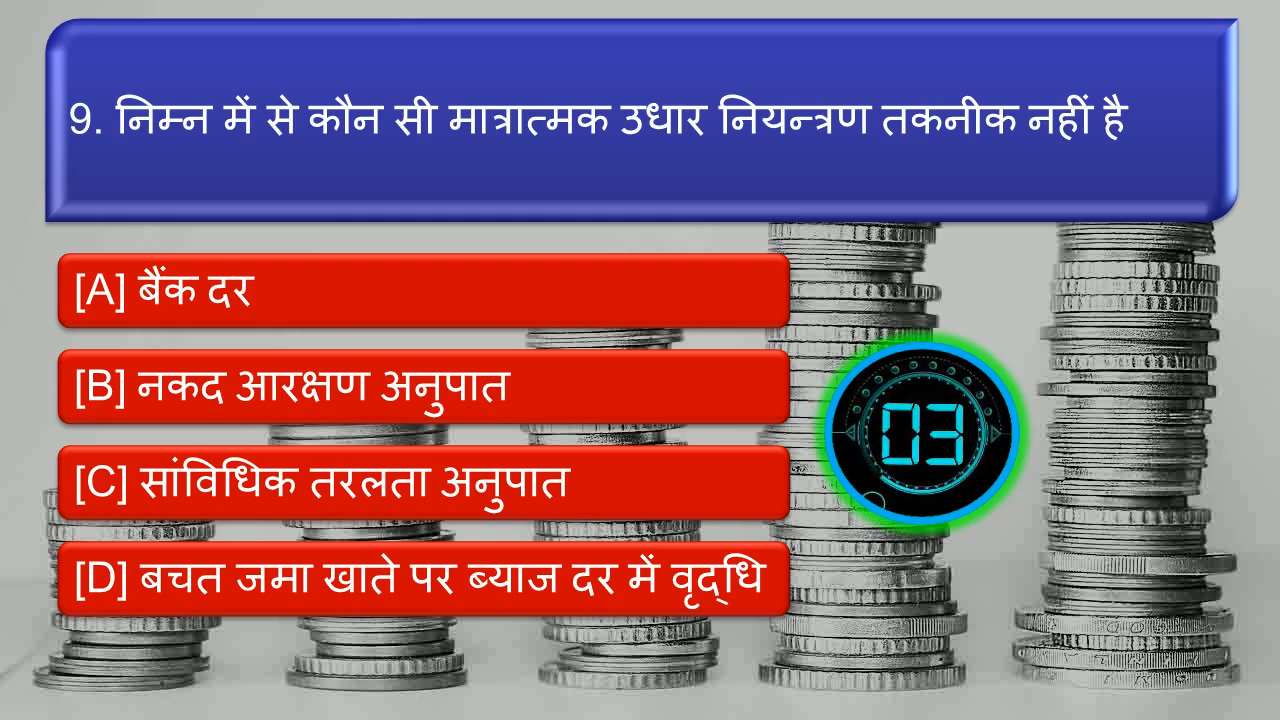 9. निम्न में से कौन सी मात्रात्मक उधार नियन्त्रण तकनीक नहीं है
[A] बैंक दर
[B] नकद आरक्षण अनुपात
03
[C] सांविधिक तरलता अनुपात
[D] बचत जमा खाते पर ब्याज दर में वृद्‌धि